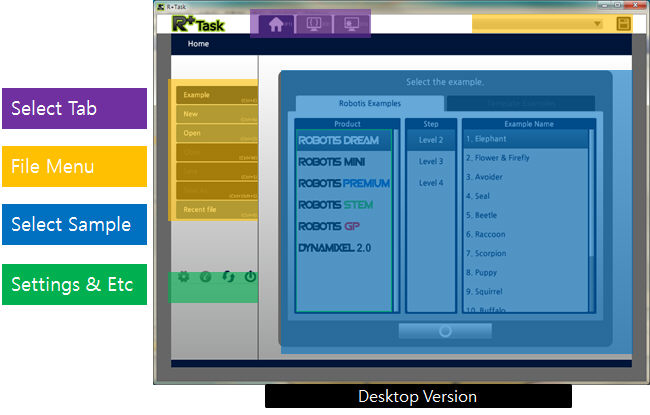 R+Task
R+Task
Home
Select Tab
File Menu
Select Sample
Settings & Etc
Example
New
Open
Recent file
Select the example.
Robotis Examples
Template Examples
Product
Step
Example Name
ROBOTIS DREAM
ROBOTIS MINI
ROBOTIS PREMIUM
ROBOTIS STEM
ROBOTIS GP
DYNAMIXEL 2.0
Level 2
Level 3
Level 4
1. Elephant
2. Flower & Firefly
3. Avoider
4. Seal
5. Beetle
6. Raccoon
7. Scorpion
8. Puppy
9. Squirrel
10. Buffalo
Desktop Version